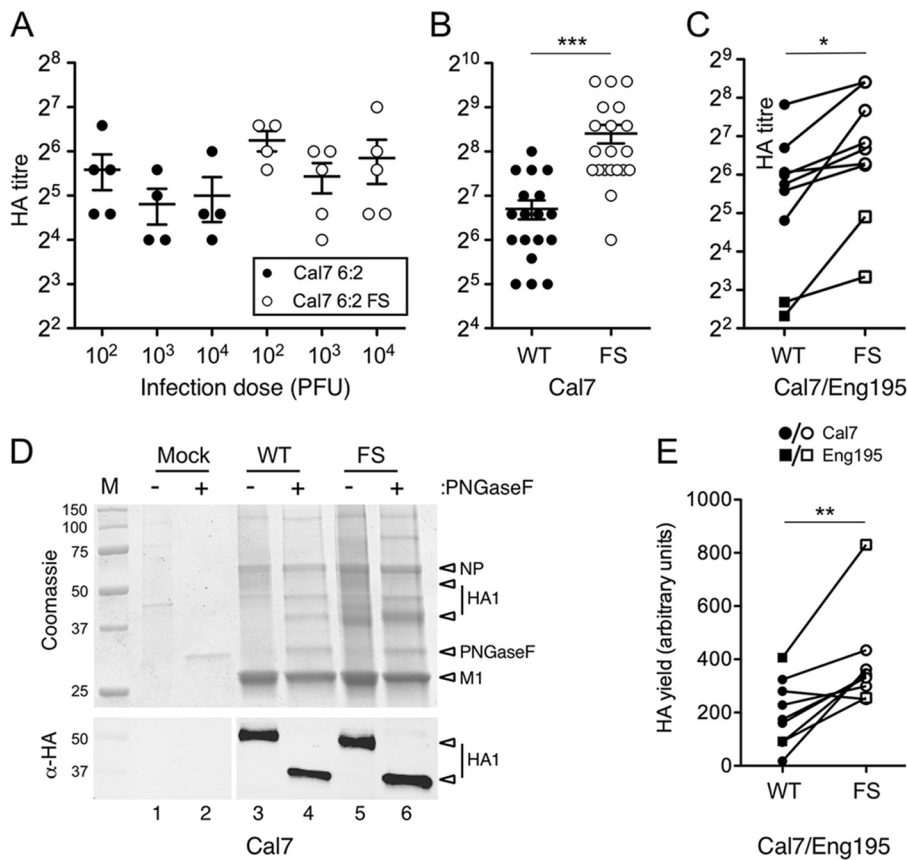 A
HA titre
2^8
2^7
2^6
2^5
2^4
2^3
2^2
10^2 10^3 10^4 10^2 10^3 10^4
Infection dose (PFU)
Cal7 6:2
Cal7 6:2 FS
B
***
2^10
2^9
2^8
2^7
2^6
2^5
2^4
WT FS
Cal7
C
*
HA titre
2^9
2^8
2^6
2^5
2^3
2^2
WT FS
Cal7/Eng195
/ Cal7
/ Eng195
D
Mock WT FS
M - + - + - + :PNGaseF
Coomassie
150
100
75
50
37
25
NP
HA1
PNGaseF
M1
α-HA
50
37
HA1
1 2 3 4 5 6
Cal7
E
**
HA yield (arbitrary units)
1000
800
600
400
200
0
WT FS
Cal7/Eng195